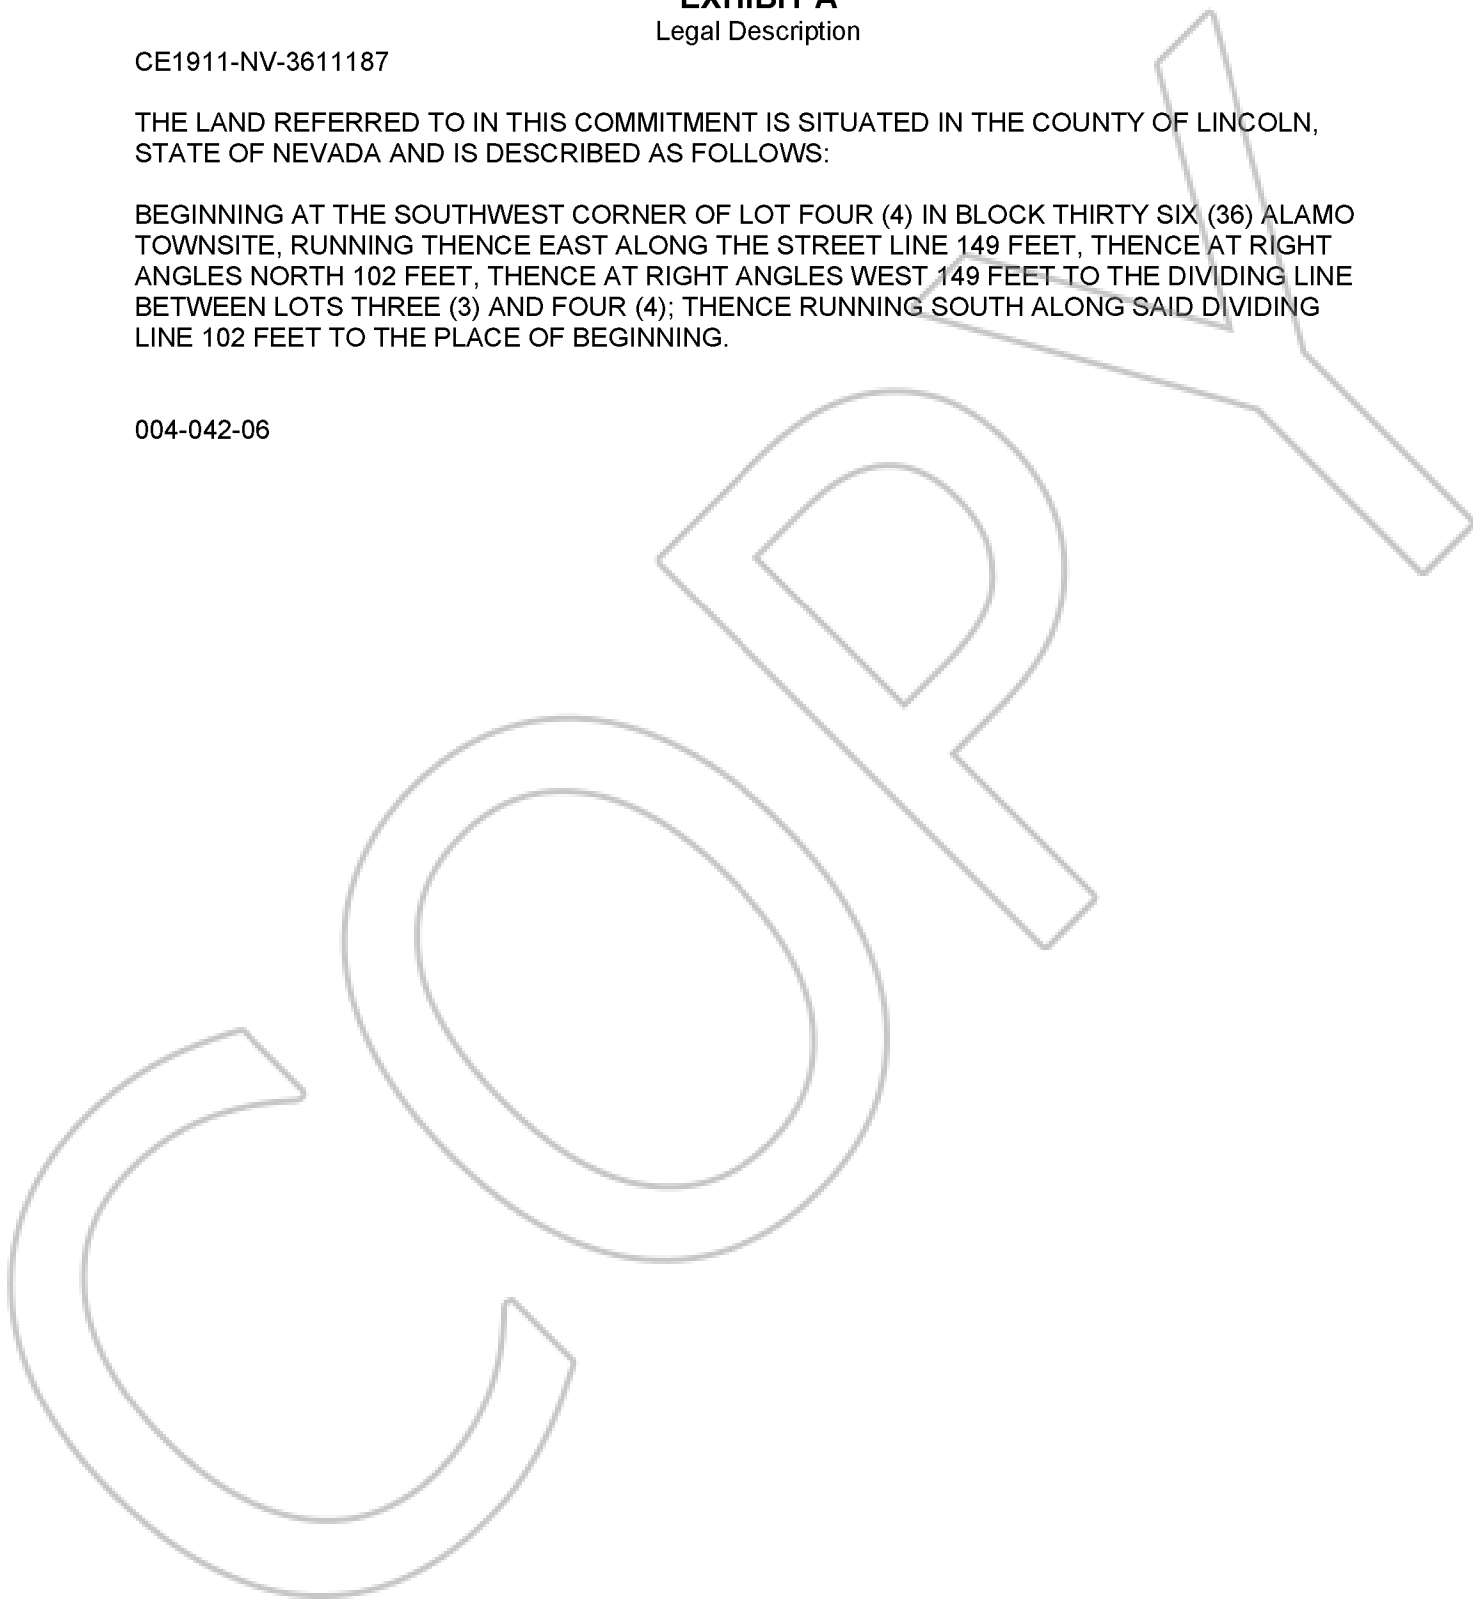 EXHIBIT A
Legal Description
CE1911-NV-3611187
THE LAND REFERRED TO IN THIS COMMITMENT IS SITUATED IN THE COUNTY OF LINCOLN,
STATE OF NEVADA AND IS DESCRIBED AS FOLLOWS:
BEGINNING AT THE SOUTHWEST CORNER OF LOT FOUR (4) IN BLOCK THIRTY SIX (36) ALAMO
TOWNSITE, RUNNING THENCE EAST ALONG THE STREET LINE 149 FEET, THENCE AT RIGHT
ANGLES NORTH 102 FEET, THENCE AT RIGHT ANGLES WEST 149 FEET TO THE DIVIDING LINE
BETWEEN LOTS THREE (3) AND FOUR (4); THENCE RUNNING SOUTH ALONG SAID DIVIDING
LINE 102 FEET TO THE PLACE OF BEGINNING.
004-042-06
COPY